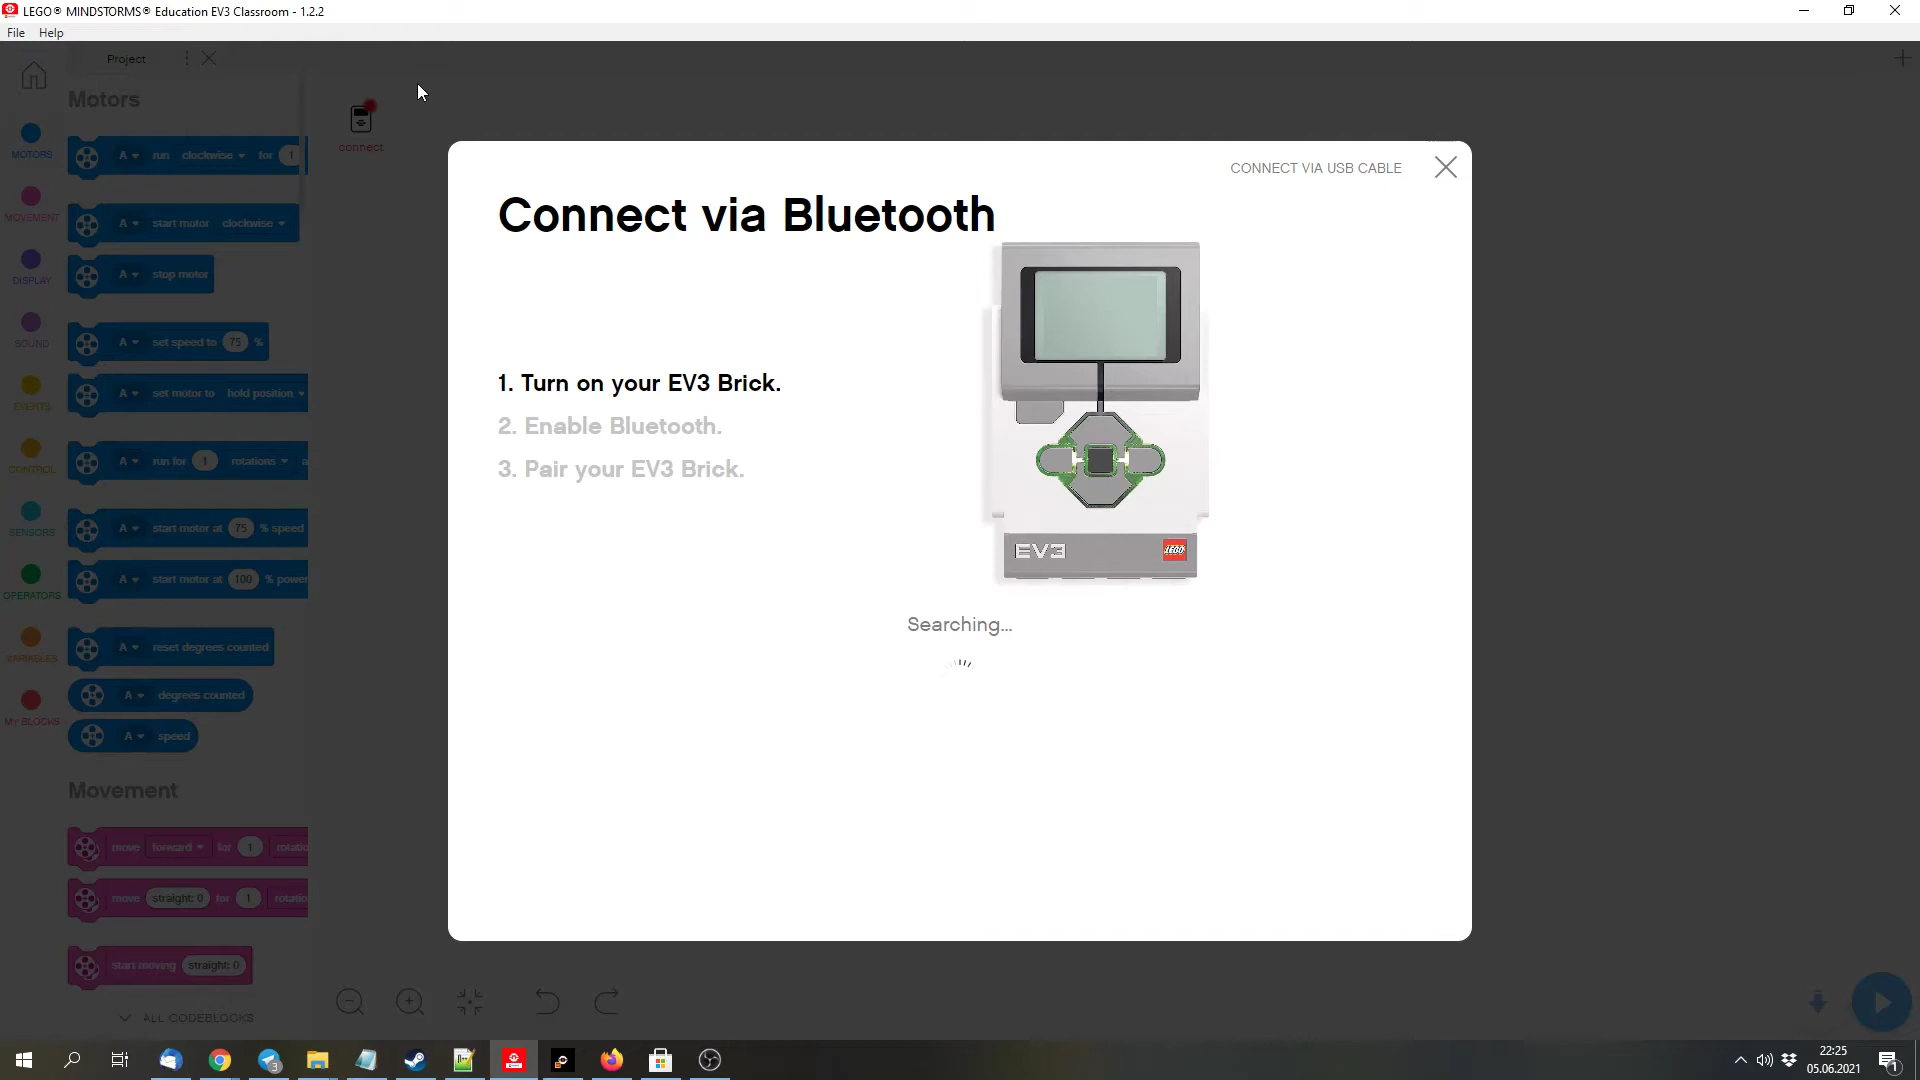 LEGO® MINDSTORMS® Education EV3 Classroom - 1.2.2
File Help
Project
Motors
connect
MOTORS
A run clockwise for 1
MOVEMENT
A start motor clockwise
DISPLAY
A stop motor
SOUND
A set speed to 75 %
EVENTS
A set motor to hold position
CONTROL
A run for 1 rotations a
SENSORS
A start motor at 75 % speed
OPERATORS
A start motor at 100 % power
VARIABLES
A reset degrees counted
MY BLOCKS
A degrees counted
A speed
Movement
move forward for 1 rotatio
move straight: 0 for 1 rotatio
start moving straight: 0
ALL CODEBLOCKS
CONNECT VIA USB CABLE
Connect via Bluetooth
1. Turn on your EV3 Brick.
2. Enable Bluetooth.
3. Pair your EV3 Brick.
EV3
LEGO
Searching...
3
22:25
05.06.2021
1